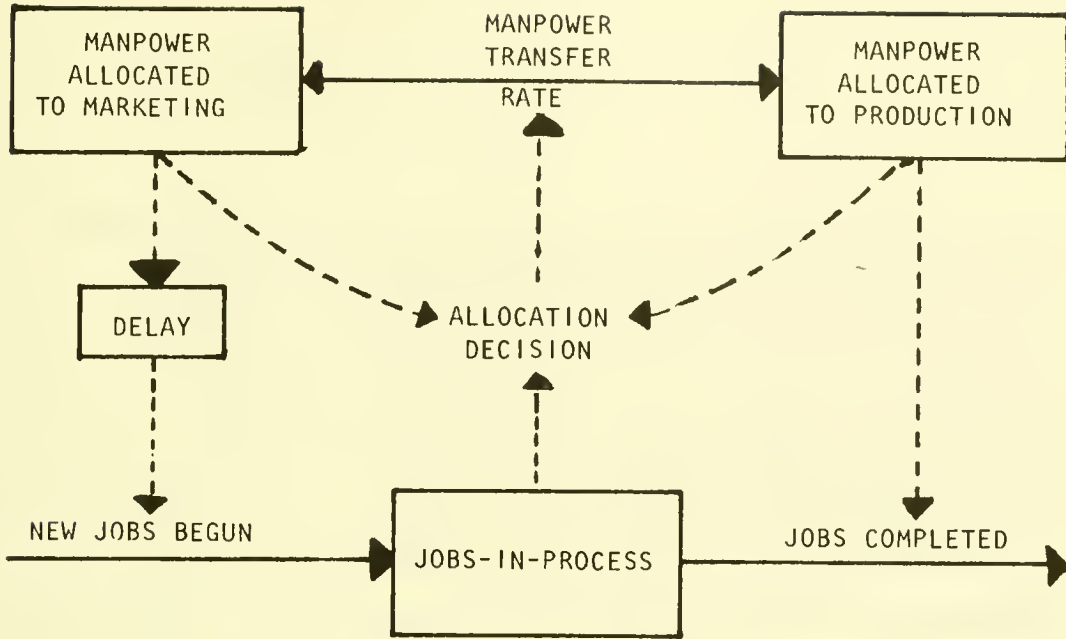 MANPOWER
ALLOCATED
TO MARKETING
MANPOWER
TRANSFER
RATE
MANPOWER
ALLOCATED
TO PRODUCTION
DELAY
ALLOCATION
DECISION
NEW JOBS BEGUN
JOBS-IN-PROCESS
JOBS COMPLETED